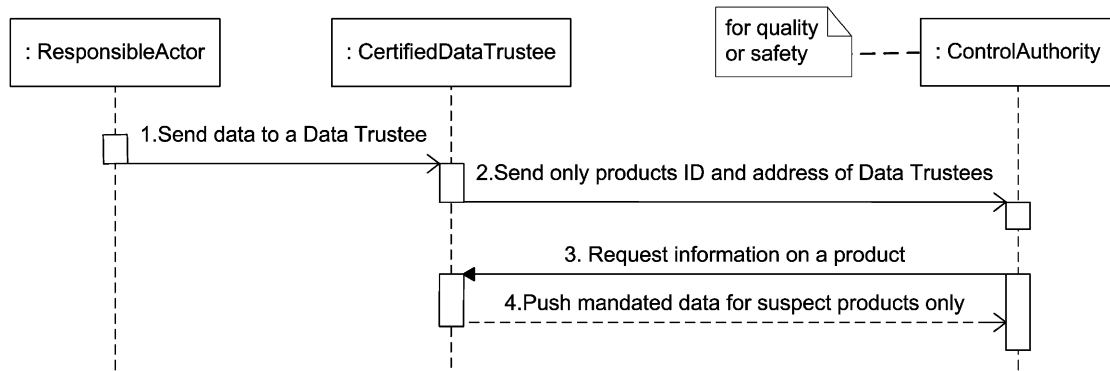 : ResponsibleActor
: CertifiedDataTrustee
for quality
or safety
: ControlAuthority
1.Send data to a Data Trustee
2.Send only products ID and address of Data Trustees
3. Request information on a product
4.Push mandated data for suspect products only